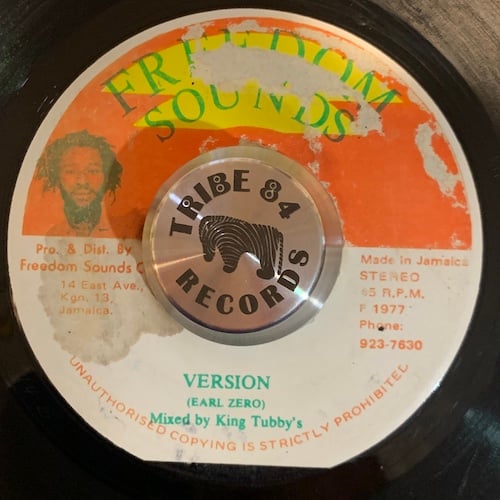 FREEDOM
SOUNDS
TRIBE 84
RECORDS
Pro. & Dist. By
Freedom Sounds
14 East Ave.,
Kgn. 13
Jamaica.
Made in Jamaica
STEREO
45 R.P.M.
P 1977
Phone:
923-7630
VERSION
(EARL ZERO)
Mixed by King Tubby's
UNAUTHORISED COPYING IS STRICTLY PROHIBITED